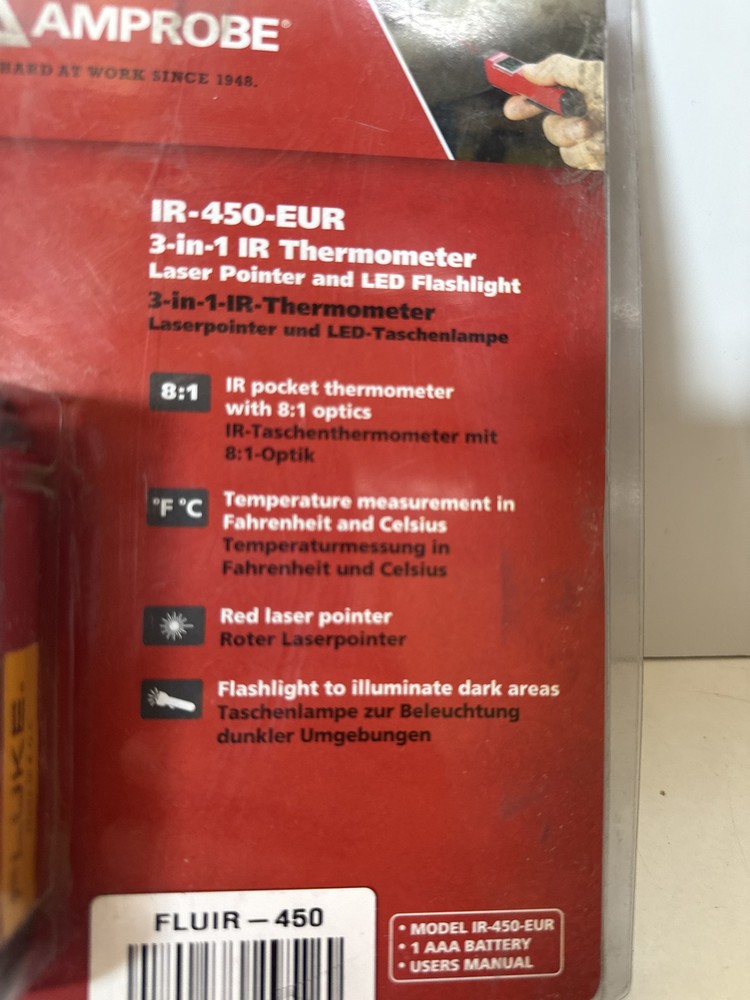 AMPROBE®
HARD AT WORK SINCE 1948.
IR-450-EUR
3-in-1 IR Thermometer
Laser Pointer and LED Flashlight
3-in-1-IR-Thermometer
Laserpointer und LED-Taschenlampe
8:1
IR pocket thermometer
with 8:1 optics
IR-Taschenthermometer mit
8:1-Optik
°F °C
Temperature measurement in
Fahrenheit and Celsius
Temperaturmessung in
Fahrenheit und Celsius
Red laser pointer
Roter Laserpointer
Flashlight to illuminate dark areas
Taschenlampe zur Beleuchtung
dunkler Umgebungen
FLUKE.
FLUIR – 450
• MODEL IR-450-EUR
• 1 AAA BATTERY
• USERS MANUAL